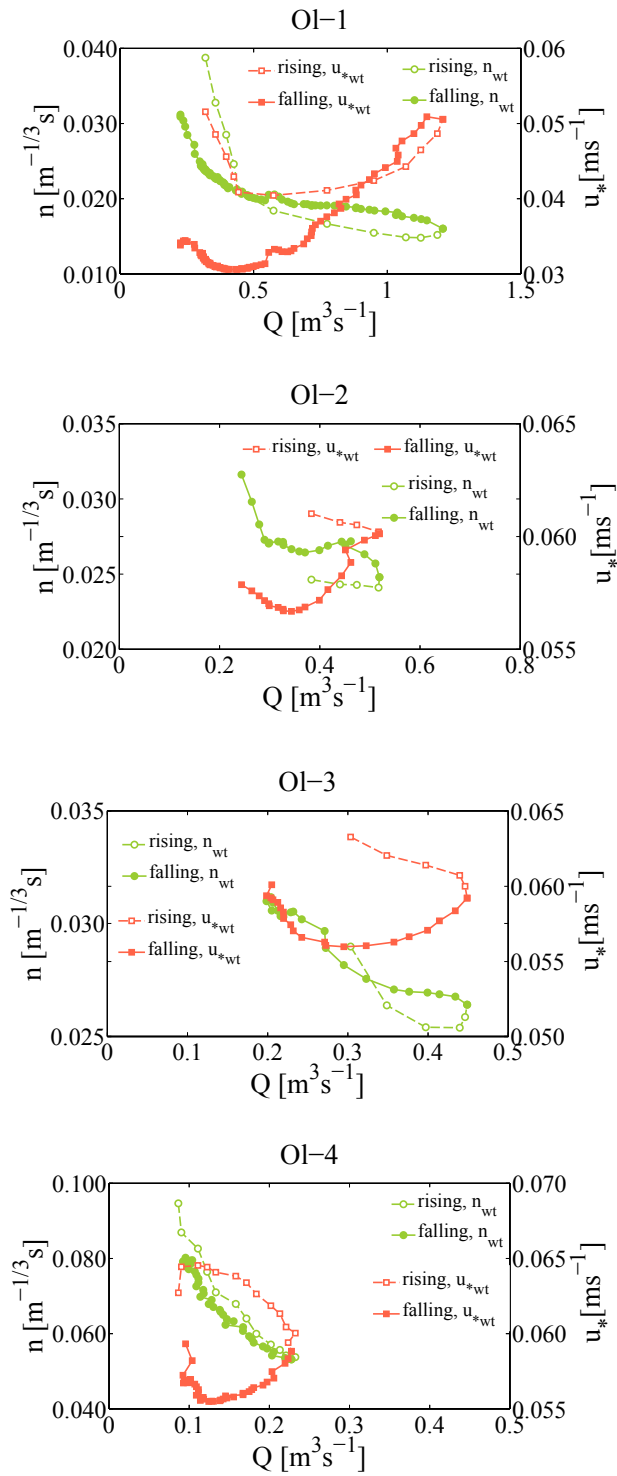 Ol−1
0.040
0.030
0.020
0.010
n [m−1/3s]
rising, u*wt
falling, u*wt
rising, nwt
falling, nwt
0.06
0.05
0.04
0.03
u*[ms−1]
0
0.5
1
1.5
Q [m3s−1]
Ol−2
0.035
0.030
0.025
0.020
n [m−1/3s]
rising, u*wt
falling, u*wt
rising, nwt
falling, nwt
0.065
0.060
0.055
u*[ms−1]
0
0.2
0.4
0.6
0.8
Q [m3s−1]
Ol−3
0.035
0.030
0.025
n [m−1/3s]
rising, nwt
falling, nwt
rising, u*wt
falling, u*wt
0.065
0.060
0.055
0.050
u*[ms−1]
0
0.1
0.2
0.3
0.4
0.5
Q [m3s−1]
Ol−4
0.100
0.080
0.060
0.040
n [m−1/3s]
rising, nwt
falling, nwt
rising, u*wt
falling, u*wt
0.070
0.065
0.060
0.055
u*[ms−1]
0
0.1
0.2
0.3
0.4
0.5
Q [m3s−1]